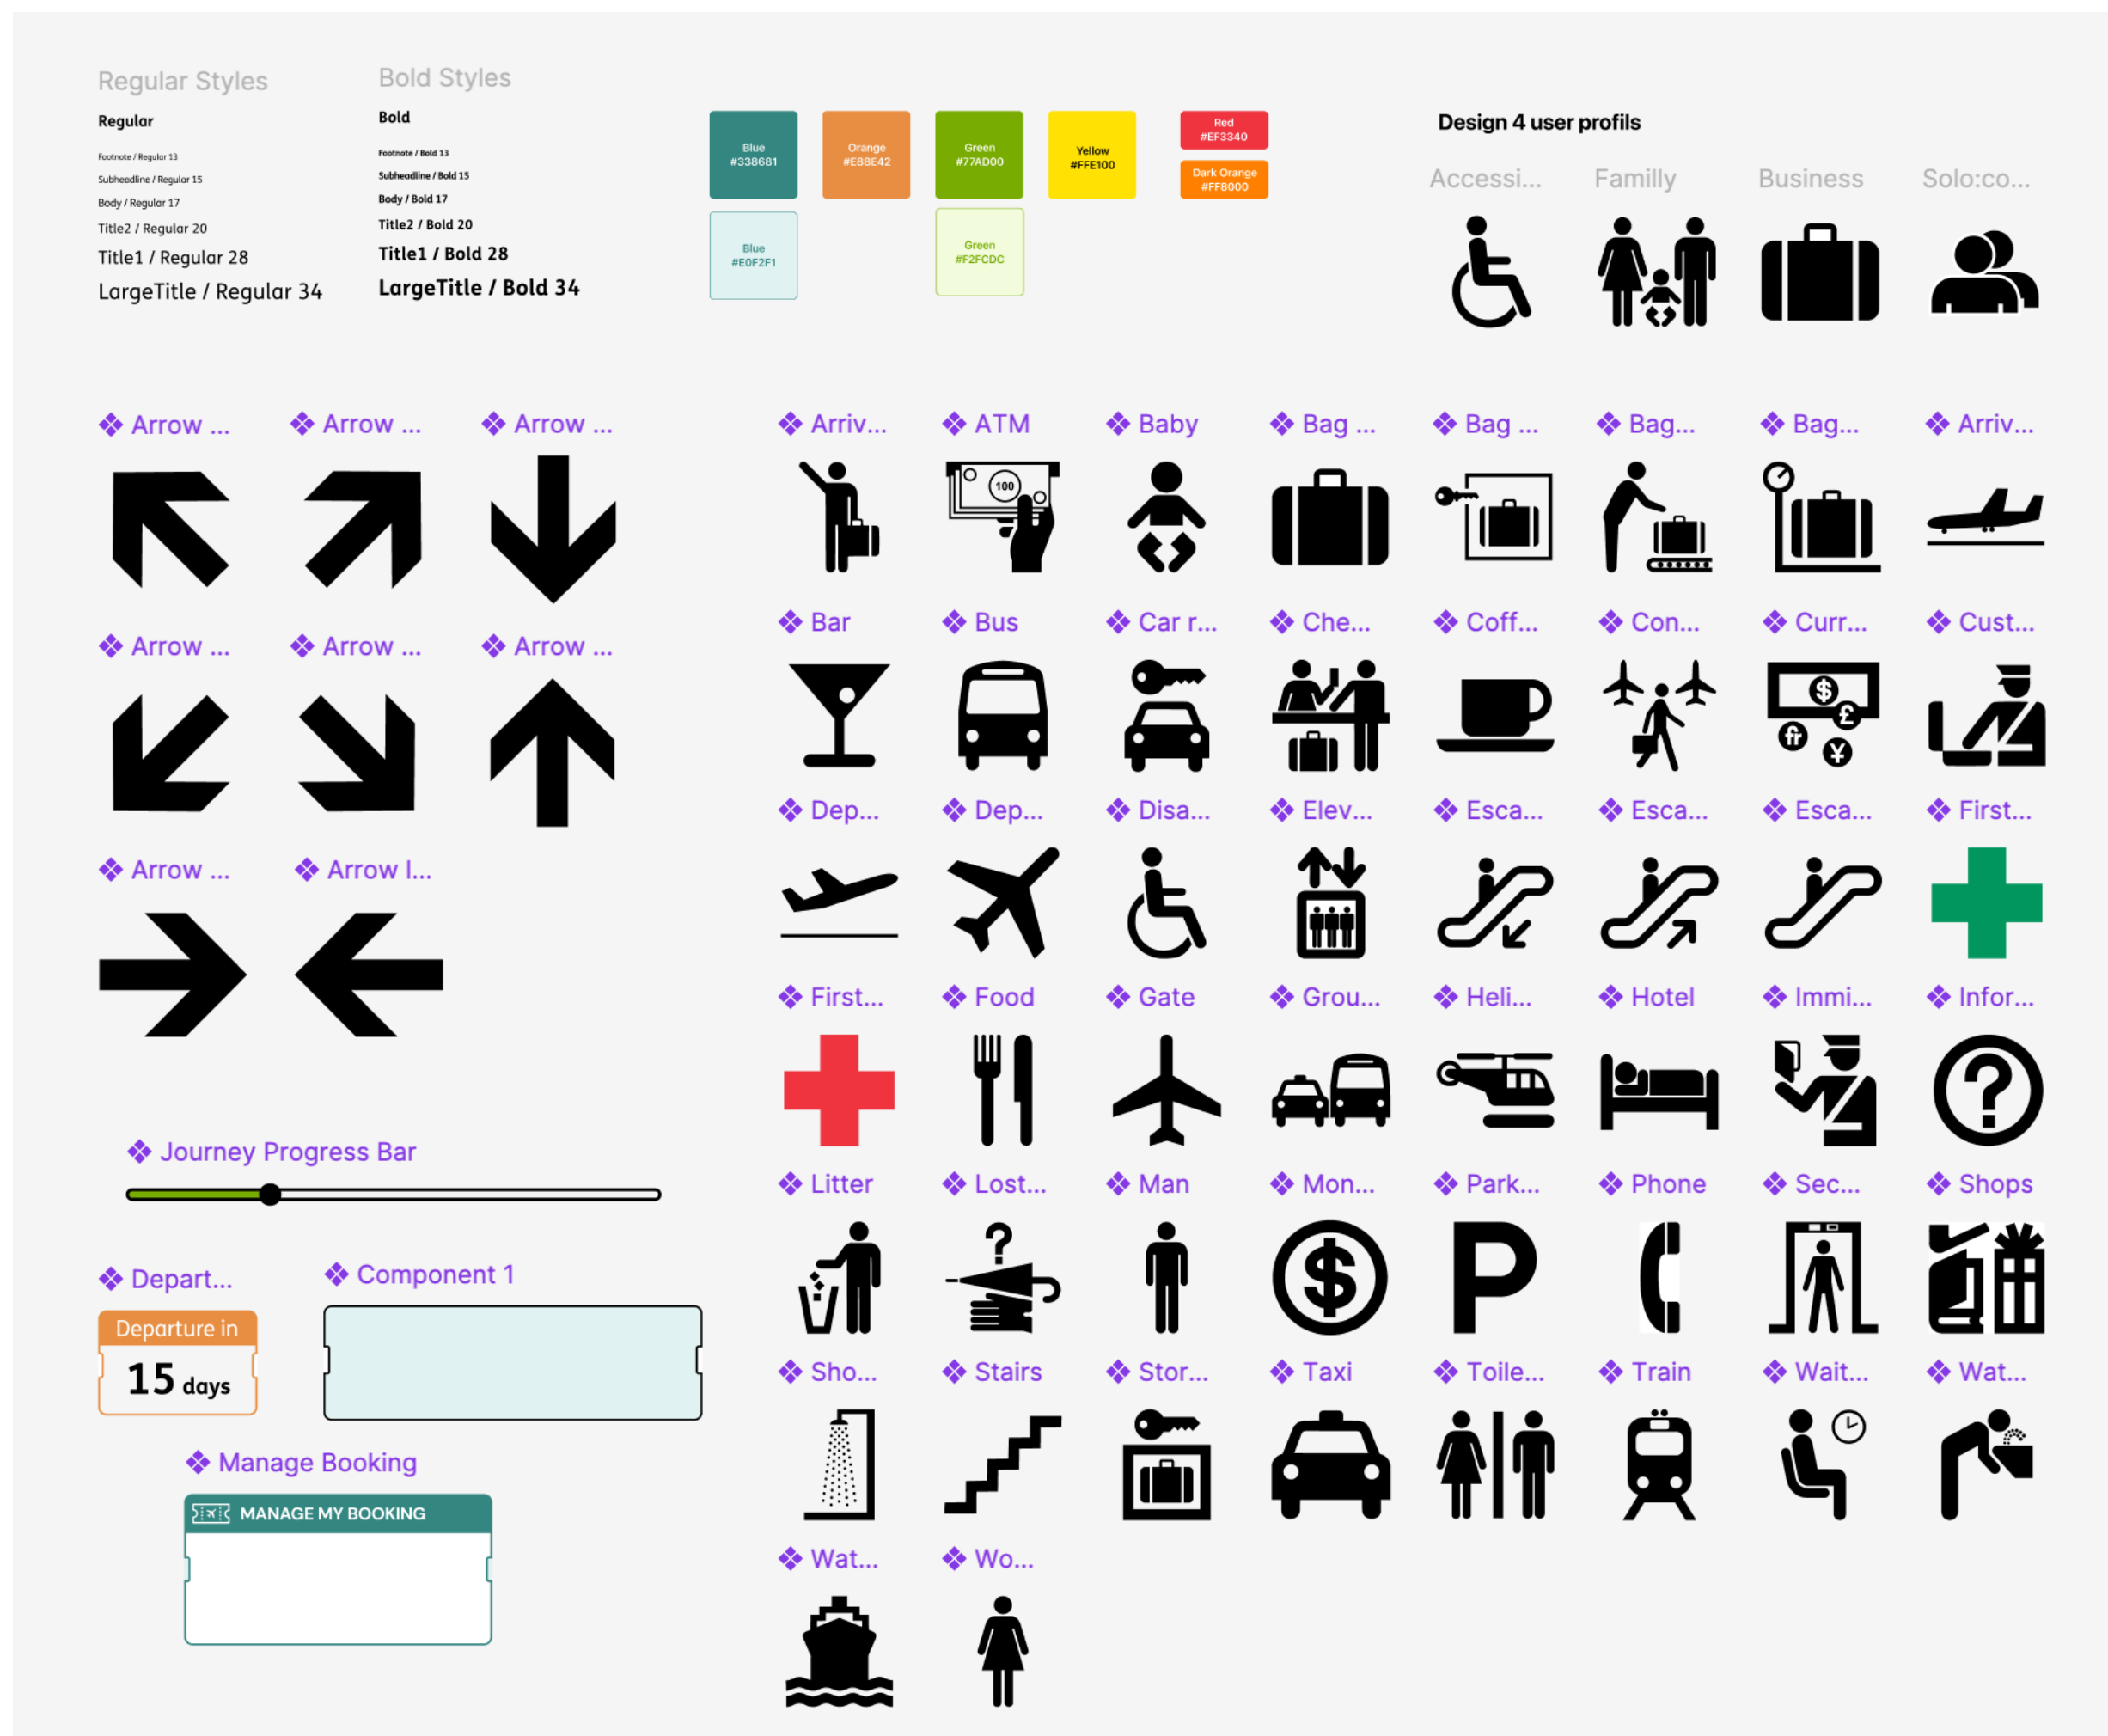 Regular Styles
Regular
Footnote / Regular 13
Subheadline / Regular 15
Body / Regular 17
Title2 / Regular 20
Title1 / Regular 28
LargeTitle / Regular 34
Bold Styles
Bold
Footnote / Bold 13
Subheadline / Bold 15
Body / Bold 17
Title2 / Bold 20
Title1 / Bold 28
LargeTitle / Bold 34
Blue
#338681
Orange
#E88E42
Green
#77AD00
Yellow
#FFE100
Red
#EF3340
Dark Orange
#FF8000
Blue
#E0F2F1
Green
#F2FCDC
Design 4 user profils
Accessi... Familly Business Solo:co...
Arrow ... Arrow ... Arrow ...
Arrow ... Arrow ... Arrow ...
Arrow ... Arrow l...
Journey Progress Bar
Depart...
Departure in
15 days
Component 1
Manage Booking
MANAGE MY BOOKING
Arriv... ATM Baby Bag ... Bag ... Bag... Bag... Arriv...
100
Bar Bus Car r... Che... Coff... Con... Curr... Cust...
$
£
fr
¥
Dep... Dep... Disa... Elev... Esca... Esca... Esca... First...
First... Food Gate Grou... Heli... Hotel Immi... Infor...
?
Litter Lost... Man Mon... Park... Phone Sec... Shops
? $ P
Sho... Stairs Stor... Taxi Toile... Train Wait... Wat...
Wat... Wo...